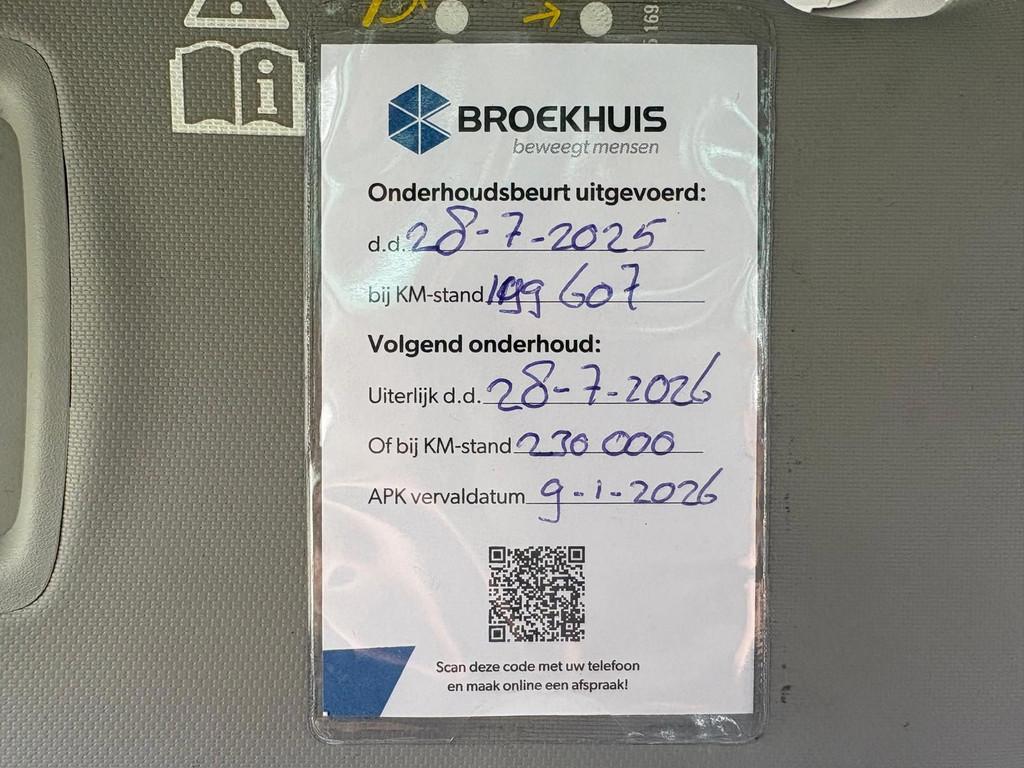 169
BROEKHUIS
beweegt mensen
Onderhoudsbeurt uitgevoerd:
d.d. 28-7-2025
bij KM-stand 199 607
Volgend onderhoud:
Uiterlijk d.d. 28-7-2026
Of bij KM-stand 230 000
APK vervaldatum 9-1-2026
Scan deze code met uw telefoon
en maak online een afspraak!